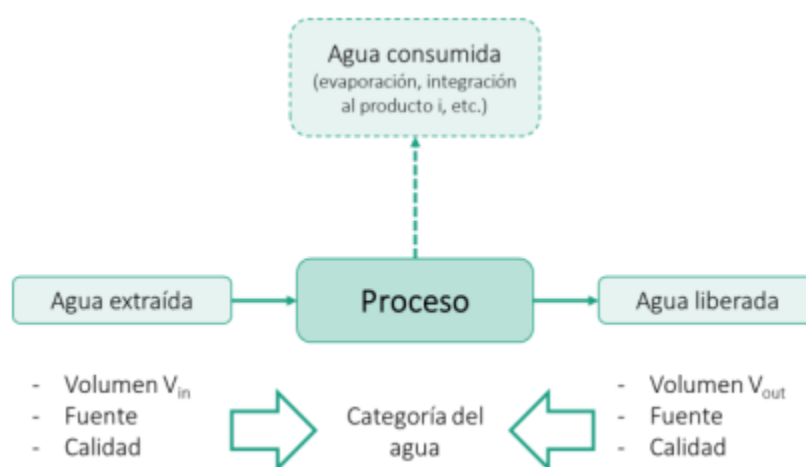 Agua consumida
(evaporación, integración
al producto i, etc.)
Agua extraída
Proceso
Agua liberada
- Volumen Vin
- Fuente
- Calidad
Categoría del
agua
- Volumen Vout
- Fuente
- Calidad